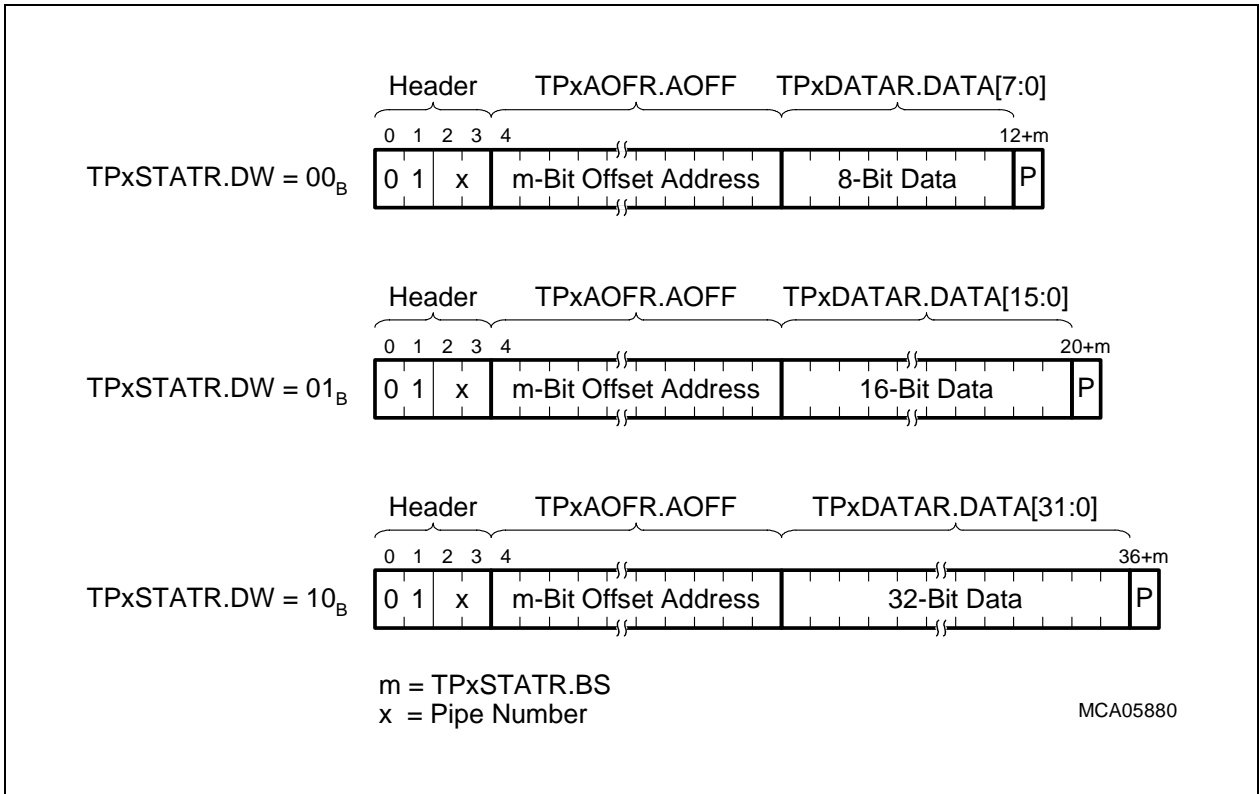 Header TPxAOFR.AOFF TPxDATAR.DATA[7:0]
0 1 2 3 4 12+m
TPxSTATR.DW = 00B 0 1 x m-Bit Offset Address 8-Bit Data P
Header TPxAOFR.AOFF TPxDATAR.DATA[15:0]
0 1 2 3 4 20+m
TPxSTATR.DW = 01B 0 1 x m-Bit Offset Address 16-Bit Data P
Header TPxAOFR.AOFF TPxDATAR.DATA[31:0]
0 1 2 3 4 36+m
TPxSTATR.DW = 10B 0 1 x m-Bit Offset Address 32-Bit Data P
m = TPxSTATR.BS
x = Pipe Number MCA05880